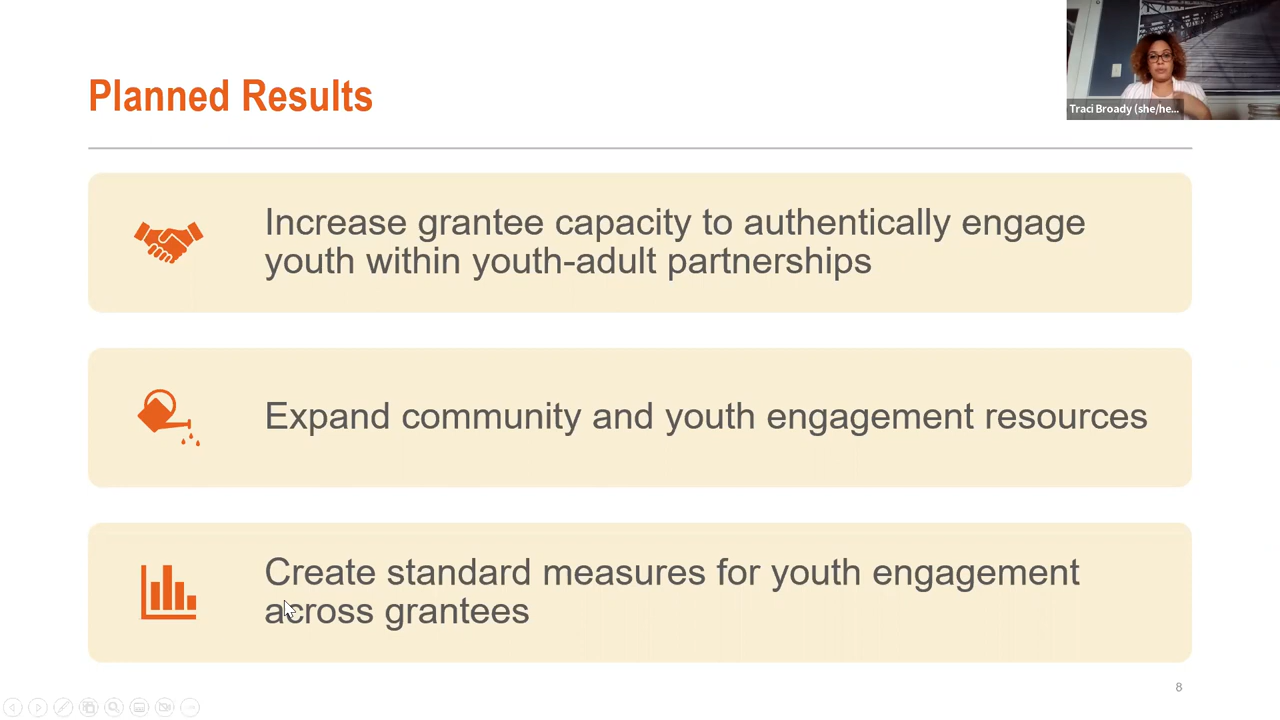 Planned Results
Traci Broady (she/he...
Increase grantee capacity to authentically engage
youth within youth-adult partnerships
Expand community and youth engagement resources
Create standard measures for youth engagement
across grantees
8